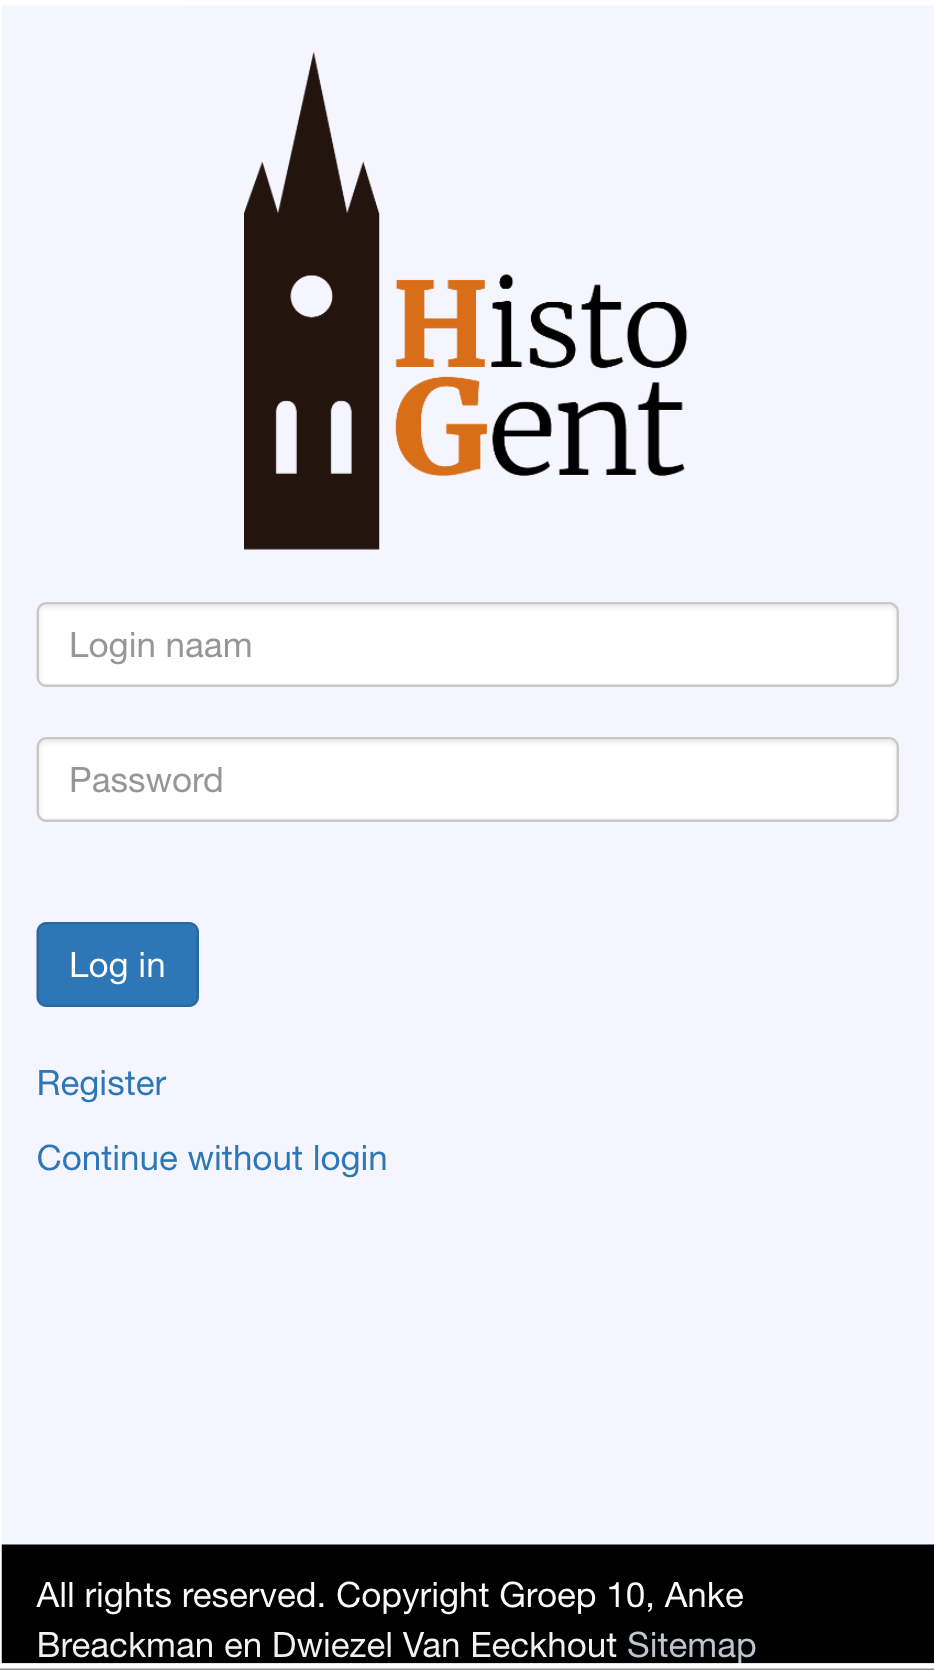 Histo
Gent
Login naam
Password
Log in
Register
Continue without login
All rights reserved. Copyright Groep 10, Anke
Breackman en Dwiezel Van Eeckhout Sitemap